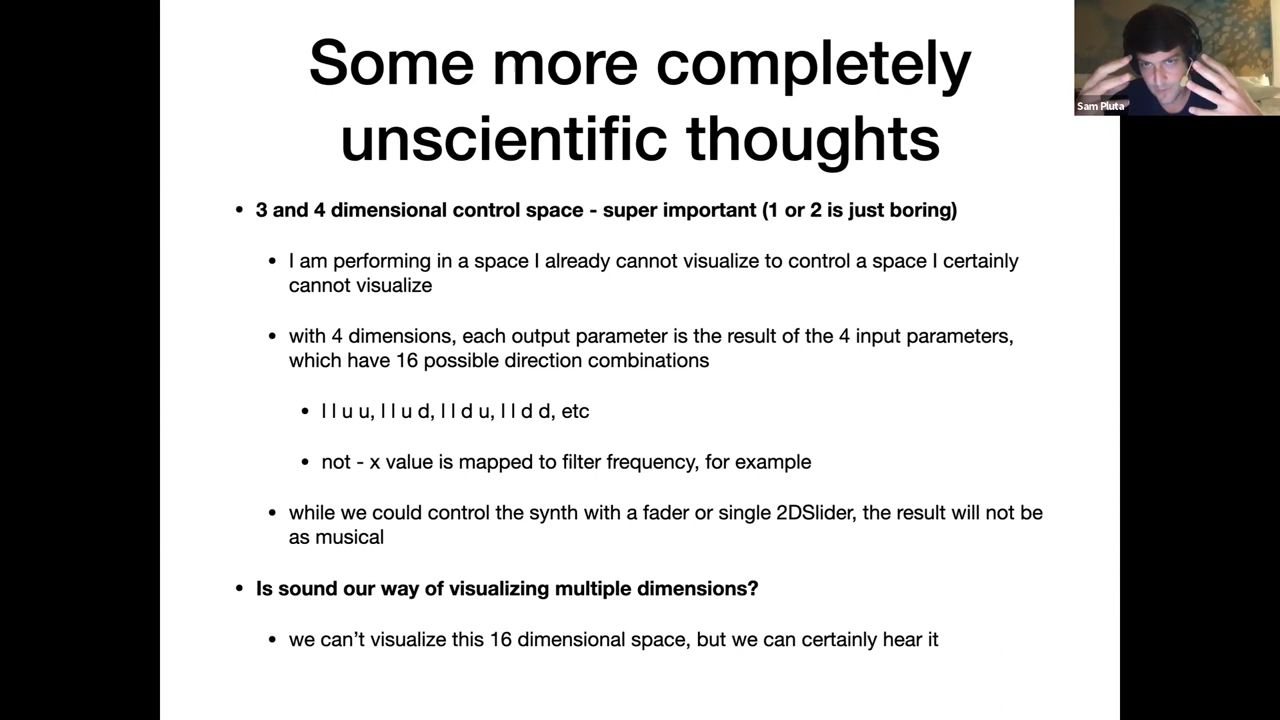 Some more completely
unscientific thoughts
Sam Pluta
• 3 and 4 dimensional control space - super important (1 or 2 is just boring)
• I am performing in a space I already cannot visualize to control a space I certainly
cannot visualize
• with 4 dimensions, each output parameter is the result of the 4 input parameters,
which have 16 possible direction combinations
• l l u u, l l u d, l l d u, l l d d, etc
• not - x value is mapped to filter frequency, for example
• while we could control the synth with a fader or single 2DSlider, the result will not be
as musical
• Is sound our way of visualizing multiple dimensions?
• we can’t visualize this 16 dimensional space, but we can certainly hear it